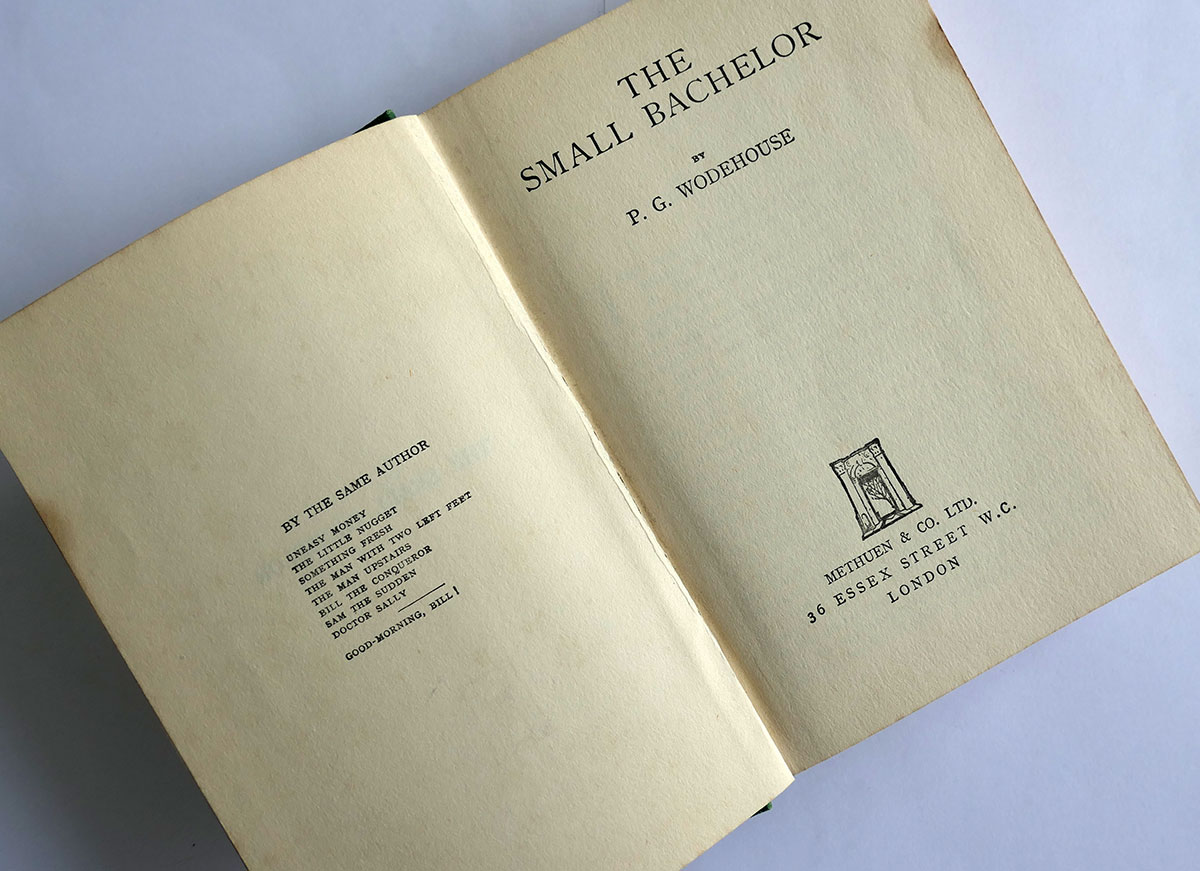 BY THE SAME AUTHOR
UNEASY MONEY
THE LITTLE NUGGET
SOMETHING FRESH
THE MAN WITH TWO LEFT FEET
THE MAN UPSTAIRS
BILL THE CONQUEROR
SAM THE SUDDEN
DOCTOR SALLY
GOOD-MORNING, BILL!
THE
SMALL BACHELOR
BY
P. G. WODEHOUSE
METHUEN & CO. LTD.
36 ESSEX STREET W.C.
LONDON